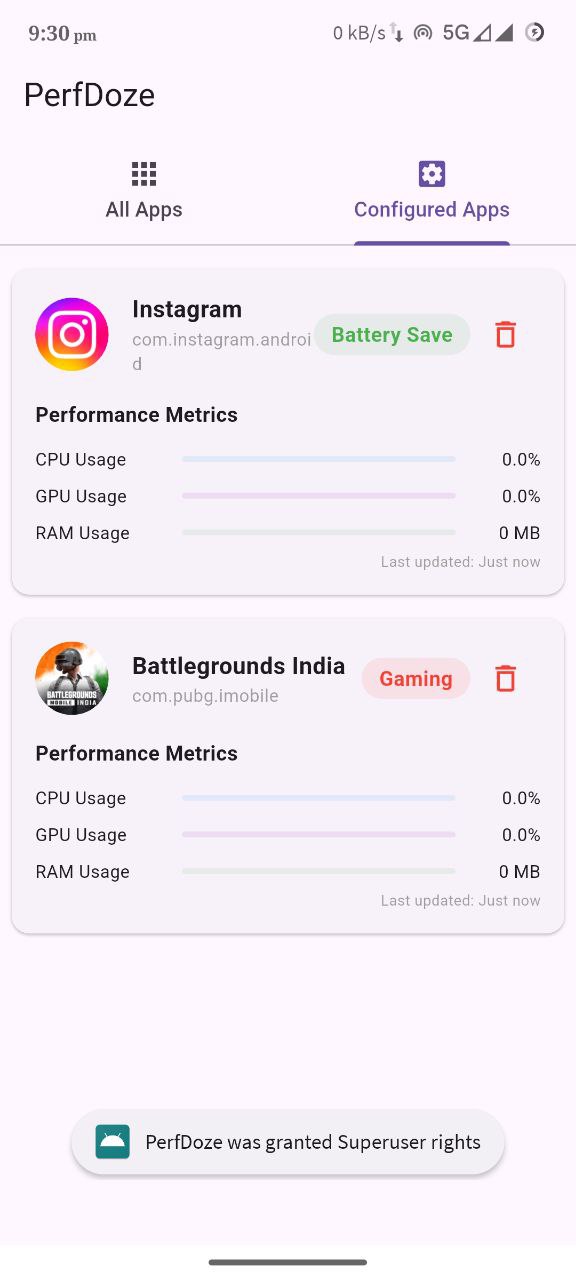 9:30 pm 0 kB/s 5G
PerfDoze
All Apps Configured Apps
Instagram
com.instagram.androi
d
Battery Save
Performance Metrics
CPU Usage 0.0%
GPU Usage 0.0%
RAM Usage 0 MB
Last updated: Just now
Battlegrounds India
com.pubg.imobile
Gaming
BATTLEGROUNDS
MOBILE INDIA
Performance Metrics
CPU Usage 0.0%
GPU Usage 0.0%
RAM Usage 0 MB
Last updated: Just now
PerfDoze was granted Superuser rights